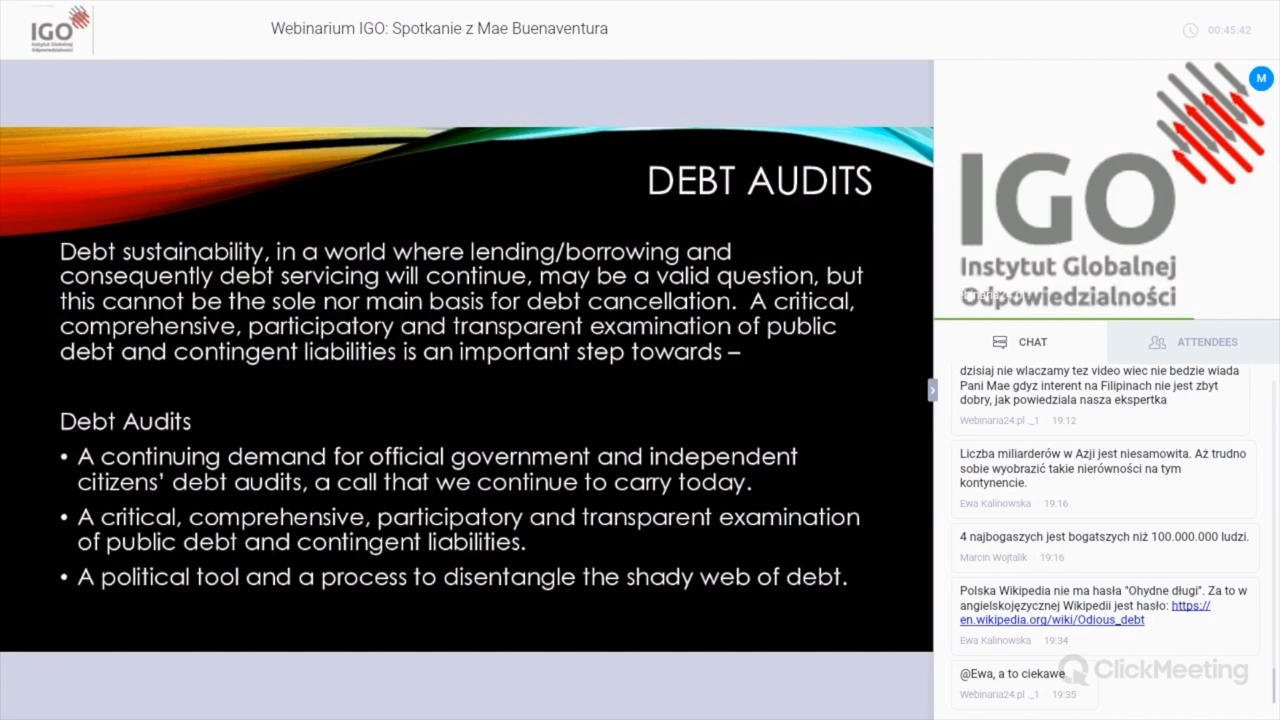 IGO
Instytut Globalnej
Odpowiedzialności
Webinarium IGO: Spotkanie z Mae Buenaventura
00:45:42
DEBT AUDITS
Debt sustainability, in a world where lending/borrowing and
consequently debt servicing will continue, may be a valid question, but
this cannot be the sole nor main basis for debt cancellation. A critical,
comprehensive, participatory and transparent examination of public
debt and contingent liabilities is an important step towards –
Debt Audits
• A continuing demand for official government and independent
citizens' debt audits, a call that we continue to carry today.
• A critical, comprehensive, participatory and transparent examination
of public debt and contingent liabilities.
• A political tool and a process to disentangle the shady web of debt.
M
IGO
Instytut Globalnej
Odpowiedzialności
CHAT
ATTENDEES
dzisiaj nie wlaczamy tez video wiec nie bedzie wiada
Pani Mae gdyz interent na Filipinach nie jest zbyt
dobry, jak powiedziala nasza ekspertka
Webinaria24.pl ._1 19:12
Liczba miliarderów w Azji jest niesamowita. Aż trudno
sobie wyobrazić takie nierówności na tym
kontynencie.
Ewa Kalinowska 19:16
4 najbogaszych jest bogatszych niż 100.000.000 ludzi.
Marcin Wojtalik 19:16
Polska Wikipedia nie ma hasła "Ohydne długi". Za to w
angielskojęzycznej Wikipedii jest hasło: https://
en.wikipedia.org/wiki/Odious_debt
Ewa Kalinowska 19:34
@Ewa, a to ciekawe
Webinaria24.pl ._1 19:35
ClickMeeting